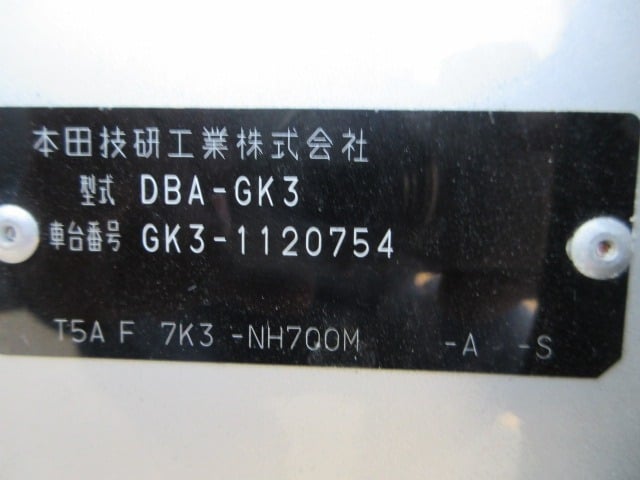 本田技研工業株式会社
型式 DBA-GK3
車台番号 GK3-1120754
T5A F 7K3 -NH700M -A -S